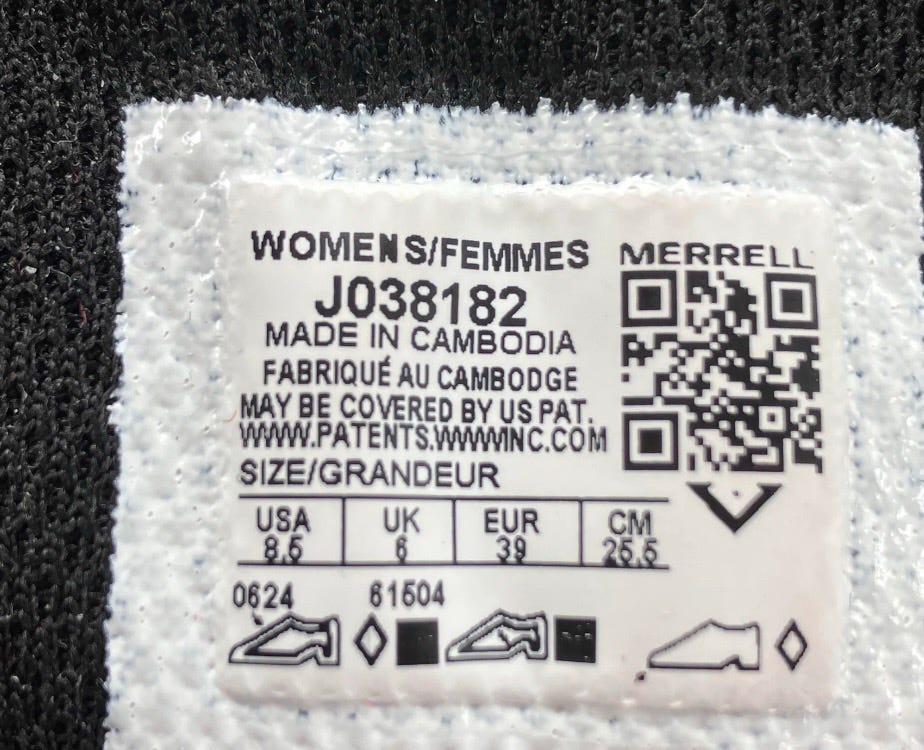 WOMENS/FEMMES
MERRELL
J038182
MADE IN CAMBODIA
FABRIQUÉ AU CAMBODGE
MAY BE COVERED BY US PAT.
WWW.PATENTS.WWWINC.COM
SIZE/GRANDEUR
USA UK EUR CM
8.5 6 39 25.5
0624 61504